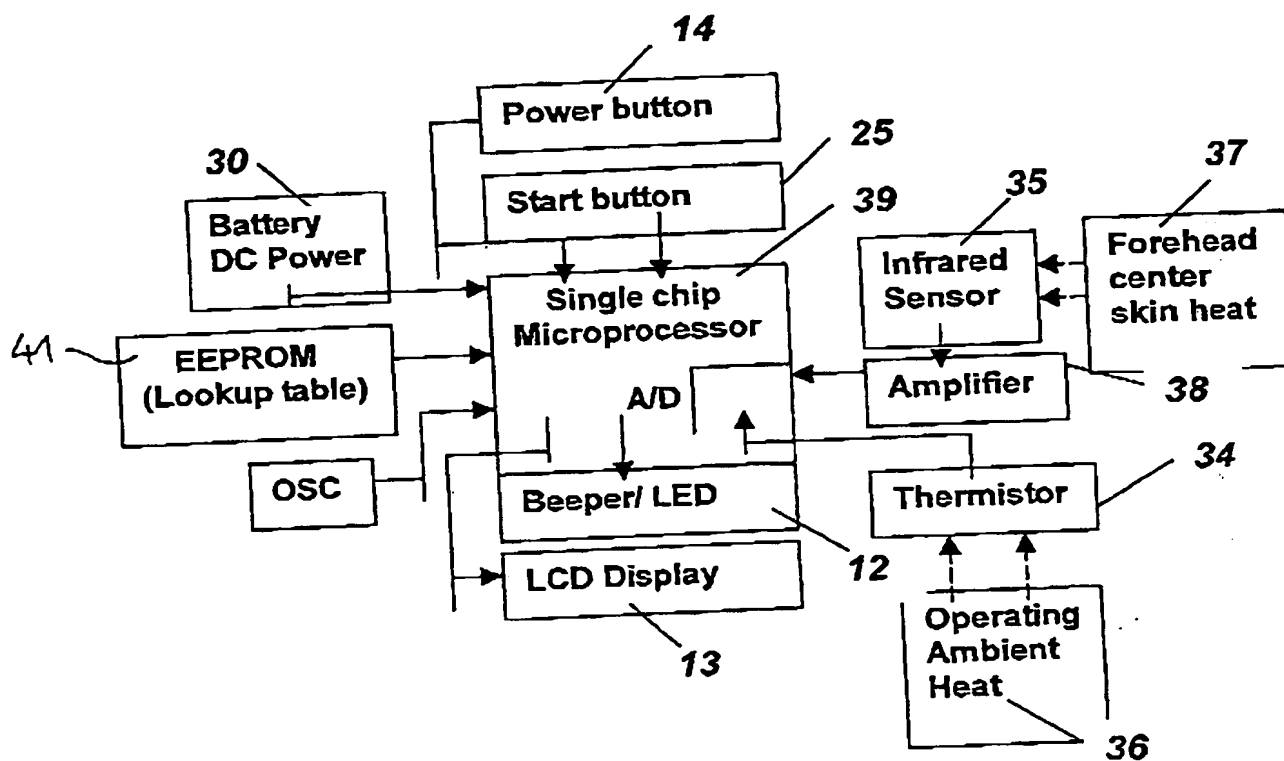 14
Power button
25
Start button
30
Battery
DC Power
39
35
37
Infrared
Sensor
Forehead
center
skin heat
Single chip
Microprocessor
41
EEPROM
(Lookup table)
A/D
Amplifier
38
OSC
Beeper/ LED
Thermistor
34
12
LCD Display
13
Operating
Ambient
Heat
36